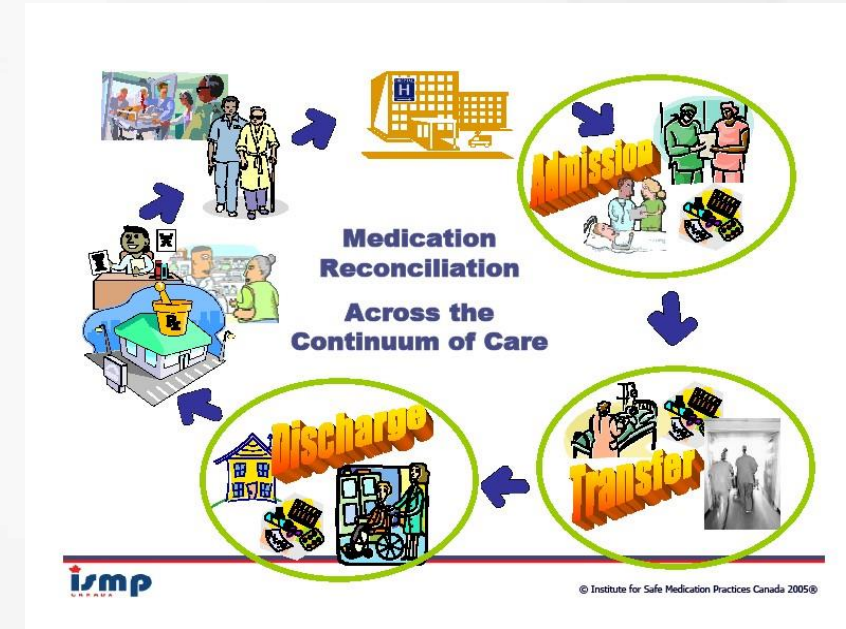 H
Admission
Medication
Reconciliation
Across the
Continuum of Care
Rx
Discharge
Transfer
ismp
CANADA
© Institute for Safe Medication Practices Canada 2005®